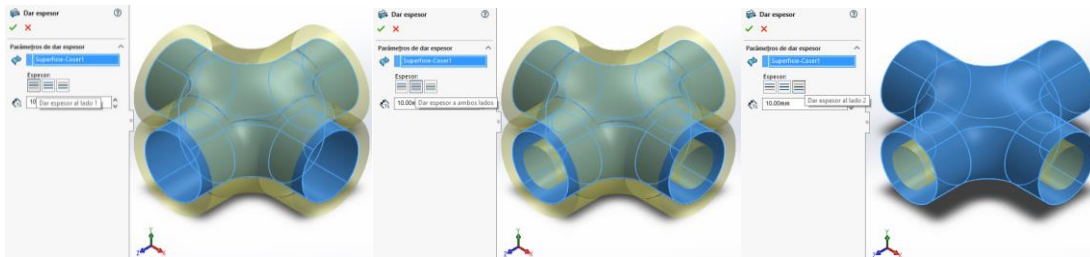 Dar espesor
Parámetros de dar espesor
Superficie-Coser1
Espesor:
10
Dar espesor al lado 1
Y
Z
X
Dar espesor
Parámetros de dar espesor
Superficie-Coser1
Espesor:
10.00m
Dar espesor a ambos lados
Y
Z
X
Dar espesor
Parámetros de dar espesor
Superficie-Coser1
Espesor:
Dar espesor al lado 2
10.00mm
Y
Z
X